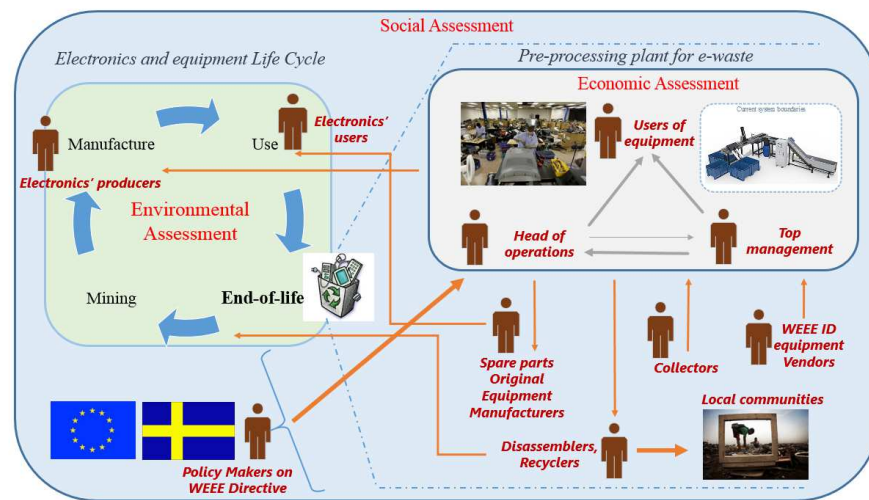 Social Assessment
Electronics and equipment Life Cycle
Pre-processing plant for e-waste
Economic Assessment
Current system boundaries
Manufacture
Use
Electronics'
users
Users of
equipment
Electronics' producers
Environmental
Assessment
Head of
operations
Top
management
Mining
End-of-life
Spare parts
Original
Equipment
Manufacturers
Collectors
WEEE ID
equipment
Vendors
Local communities
Disassemblers,
Recyclers
Policy Makers on
WEEE Directive